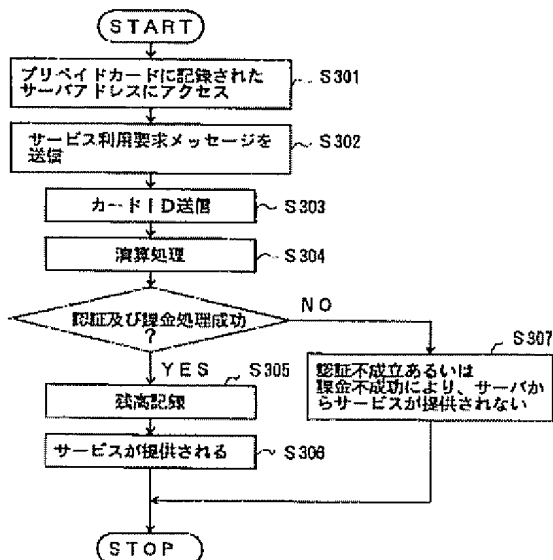 START
プリペイドカードに記録された
サーバアドレスにアクセス
S301
サービス利用要求メッセージを
送信
S302
カードID送信
S303
演算処理
S304
認証及び課金処理成功
?
NO
YES
S305
残高記録
S307
認証不成立あるいは
課金不成功により、サーバか
らサービスが提供されない
サービスが提供される
S306
STOP